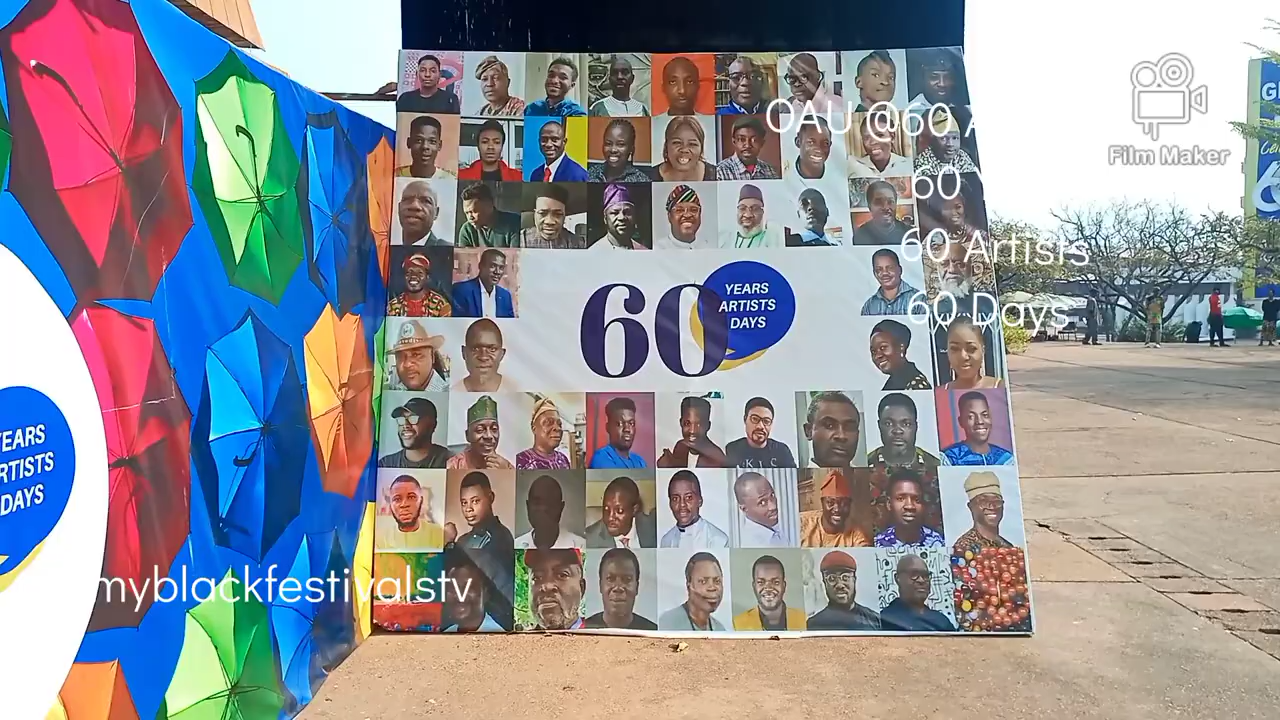 OAU @60
60
60 Artists
60 Days
Film Maker
60
YEARS
ARTISTS
DAYS
YEARS
ARTISTS
DAYS
myblackfestivalstv